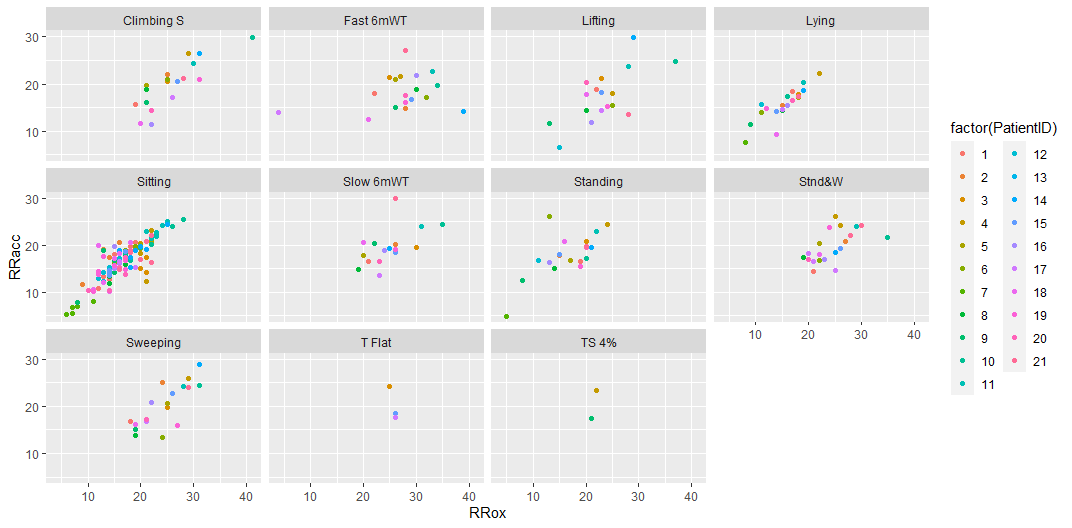 Climbing S Fast 6mWT Lifting Lying
30
20
10
Sitting Slow 6mWT Standing Stnd&W
30
20
10
10 20 30 40
Sweeping T Flat TS 4%
30
20
10
10 20 30 40 10 20 30 40 10 20 30 40
RRox
RRacc
factor(PatientID)
1 12
2 13
3 14
4 15
5 16
6 17
7 18
8 19
9 20
10 21
11